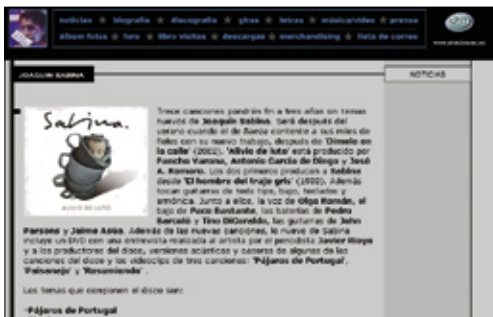 noticias ★ biografía ★ discografía ★ giras ★ letras ★ música/video ★ prensa
álbum fotos ★ foro ★ libro visitas ★ descargas ★ merchandising ★ lista de correo
JOAQUIN SABINA
NOTICIAS
Sabina.
ALIVIO DE LUTO
Trece canciones pondrán fin a tres años sin temas
nuevos de Joaquín Sabina. Será después del
verano cuando el de Baeza contente a sus miles de
fieles con su nuevo trabajo, después de 'Dímelo en
la calle' (2002). 'Alivio de luto' está producido por
Pancho Varona, Antonio García de Diego y José
A. Romero. Los dos primeros producen a Sabina
desde 'El hombre del traje gris' (1988). Además
tocan guitarras de todo tipo, bajo, teclados y
armónica. Junto a ellos, la voz de Olga Román, el
bajo de Paco Bastante, las baterías de Pedro
Barceló y Tino DiGeraldo, las guitarras de John
Parsons y Jaime Asúa. Además de las nuevas canciones, lo nuevo de Sabina
incluye un DVD con una entrevista realizada al artista por el periodista Javier Rioyo
y a los productores del disco, versiones acústicas y caseras de algunas de las
canciones del disco y los videoclips de tres canciones: 'Pájaros de Portugal',
'Paisanaje' y 'Resumiendo' .
Los temas que componen el disco son:
-Pájaros de Portugal